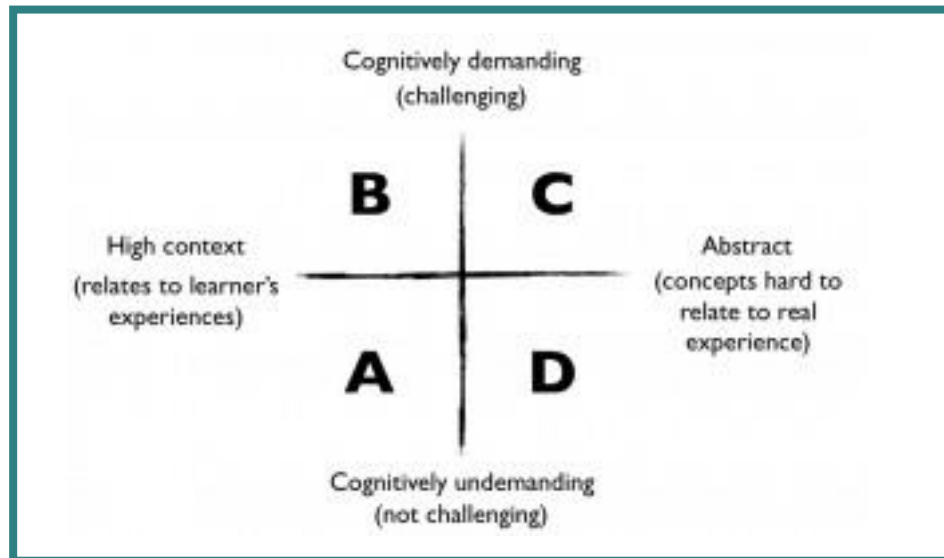 Cognitively demanding
(challenging)
B
C
High context
(relates to learner's
experiences)
Abstract
(concepts hard to
relate to real
experience)
A
D
Cognitively undemanding
(not challenging)